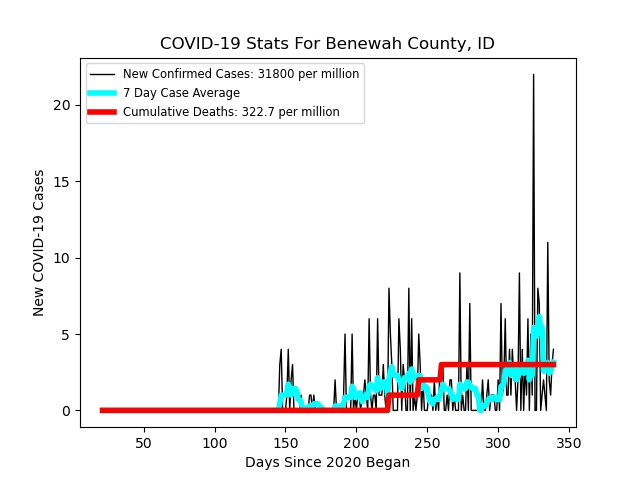 COVID-19 Stats For Benewah County, ID
New Confirmed Cases: 31800 per million
7 Day Case Average
Cumulative Deaths: 322.7 per million
New COVID-19 Cases
20
15
10
5
0
50 100 150 200 250 300 350
Days Since 2020 Began